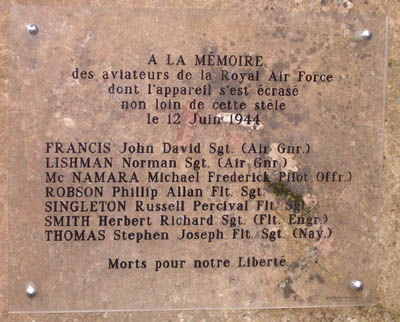 A LA MÉMOIRE
des aviateurs de la Royal Air Force
dont l'appareil s'est écrasé
non loin de cette stèle
le 12 Juin 1944
FRANCIS John David Sgt. (Air Gnr.)
LISHMAN Norman Sgt. (Air Gnr.)
Mc NAMARA Michael Frederick Pilot Offr.)
ROBSON Phillip Allan Flt. Sgt.
SINGLETON Russell Percival Flt. Sgt.
SMITH Herbert Richard Sgt. (Flt. Engr.)
THOMAS Stephen Joseph Flt. Sgt. (Nav.)
Morts pour notre Liberté